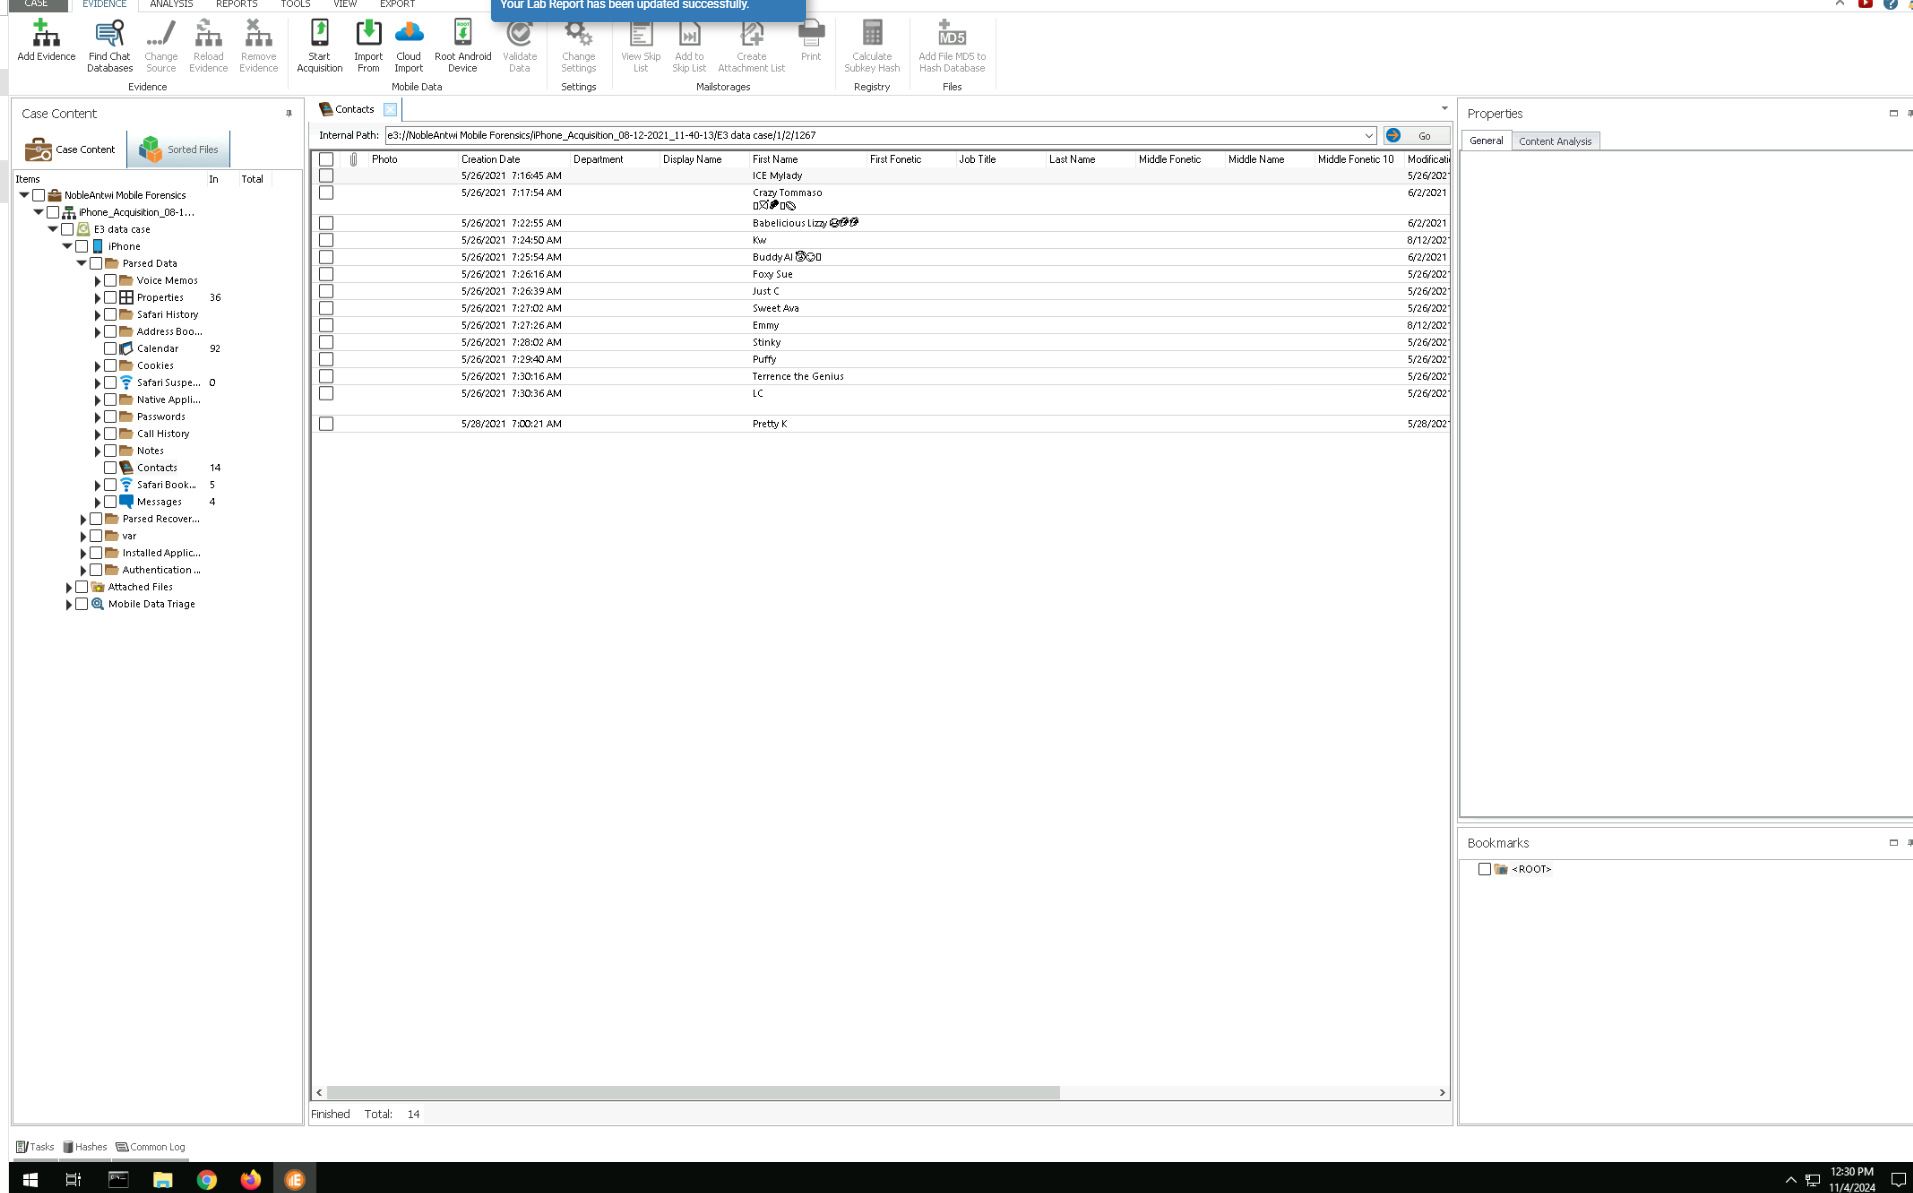 CASE EVIDENCE ANALYSIS REPORTS TOOLS VIEW EXPORT
Your Lab Report has been updated successfully.
Add Evidence
Find Chat Databases
Change Source
Reload Evidence
Remove Evidence
Evidence
Start Acquisition
Import From
Cloud Import
Root Android Device
Validate Data
Mobile Data
Change Settings
Settings
View Skip List
Add to Skip List
Create Attachment List
Print
Mailstorages
Calculate Subkey Hash
Registry
MD5
Add File MD5 to Hash Database
Files
Case Content
Case Content Sorted Files
Items In Total
NobleAntwi Mobile Forensics
iPhone_Acquisition_08-1...
E3 data case
iPhone
Parsed Data
Voice Memos
Properties 36
Safari History
Address Boo...
Calendar 92
Cookies
Safari Suspe... 0
Native Appli...
Passwords
Call History
Notes
Contacts 14
Safari Book... 5
Messages 4
Parsed Recover...
var
Installed Applic...
Authentication ...
Attached Files
Mobile Data Triage
Contacts
Internal Path: e3://NobleAntwi Mobile Forensics/iPhone_Acquisition_08-12-2021_11-40-13/E3 data case/1/2/1267 Go
Photo Creation Date Department Display Name First Name First Fonetic Job Title Last Name Middle Fonetic Middle Name Middle Fonetic 10 Modificati
5/26/2021 7:16:45 AM ICE Mylady 5/26/2021
5/26/2021 7:17:54 AM Crazy Tommaso 6/2/2021
5/26/2021 7:22:55 AM Babelicious Lizzy 6/2/2021
5/26/2021 7:24:50 AM Kw 8/12/2021
5/26/2021 7:25:54 AM Buddy Al 6/2/2021
5/26/2021 7:26:16 AM Foxy Sue 5/26/2021
5/26/2021 7:26:39 AM Just C 5/26/2021
5/26/2021 7:27:02 AM Sweet Ava 5/26/2021
5/26/2021 7:27:26 AM Emmy 8/12/2021
5/26/2021 7:28:02 AM Stinky 5/26/2021
5/26/2021 7:29:40 AM Puffy 5/26/2021
5/26/2021 7:30:16 AM Terrence the Genius 5/26/2021
5/26/2021 7:30:36 AM LC 5/26/2021
5/28/2021 7:00:21 AM Pretty K 5/28/2021
Finished Total: 14
Properties
General Content Analysis
Bookmarks
<ROOT>
Tasks Hashes Common Log
12:30 PM
11/4/2024